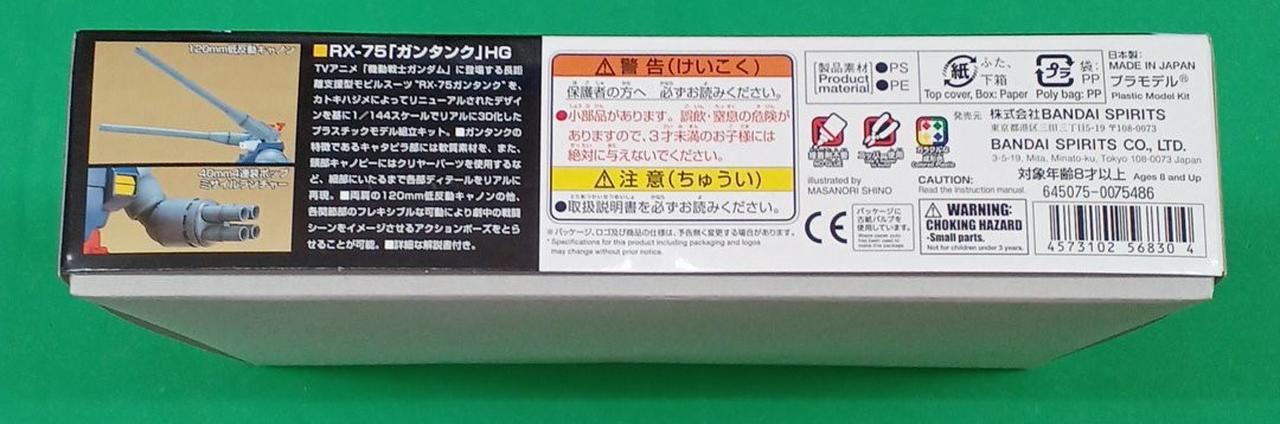 120mm低反動キャノン
40mm4連装ポップ
ミサイルランチャー
■RX-75「ガンタンク」HG
TVアニメ「機動戦士ガンダム」に登場する長距
離支援型モビルスーツ"RX-75ガンタンク"を、
カトキハジメによってリニューアルされたデザイ
ンを基に1/144スケールでリアルに3D化した
プラスチックモデル組立キット。■ガンタンクの
特徴であるキャタピラ部には軟質素材を、また、
頭部キャノピーにはクリヤーパーツを使用するな
ど、細部にいたるまで各部ディテールをリアルに
再現。■両肩の120mm低反動キャノンの他、
各関節部のフレキシブルな可動により劇中の戦闘
シーンをイメージさせるアクションポーズをとら
せることが可能。■詳細な解説書付き。
警告(けいこく)
保護者の方へ 必ずお読みください。
●小部品があります。誤飲・窒息の危険が
ありますので、3才未満のお子様には
絶対に与えないでください。
注意(ちゅうい)
●取扱説明書を必ずお読みください。
※パッケージ、ロゴ及び商品の仕様は、予告無く変更する場合があります。
* Specifications for this product including packaging and logos
may change without prior notice.
製品素材
Product
material
●PS
●PE
紙
ふた、
下箱
Top cover, Box: Paper
プラ
袋:
PP
Poly bag: PP
日本製:
MADE IN JAPAN
プラモデル®
Plastic Model Kit
発売元 株式会社BANDAI SPIRITS
東京都港区三田三丁目5-19 〒108-0073
BANDAI SPIRITS CO., LTD.
3-5-19, Mita, Minato-ku, Tokyo 108-0073 Japan
illustrated by
MASANORI SHINO
CAUTION:
Read the instruction manual.
対象年齢8才以上 Ages 8 and Up
645075-0075486
CE
パッケージに
古紙パルプを
使用しています。
Waste paper pulp
has been used to
make this package.
WARNING:
CHOKING HAZARD
-Small parts.
Not for children under 3 years.
4573102 56830 4